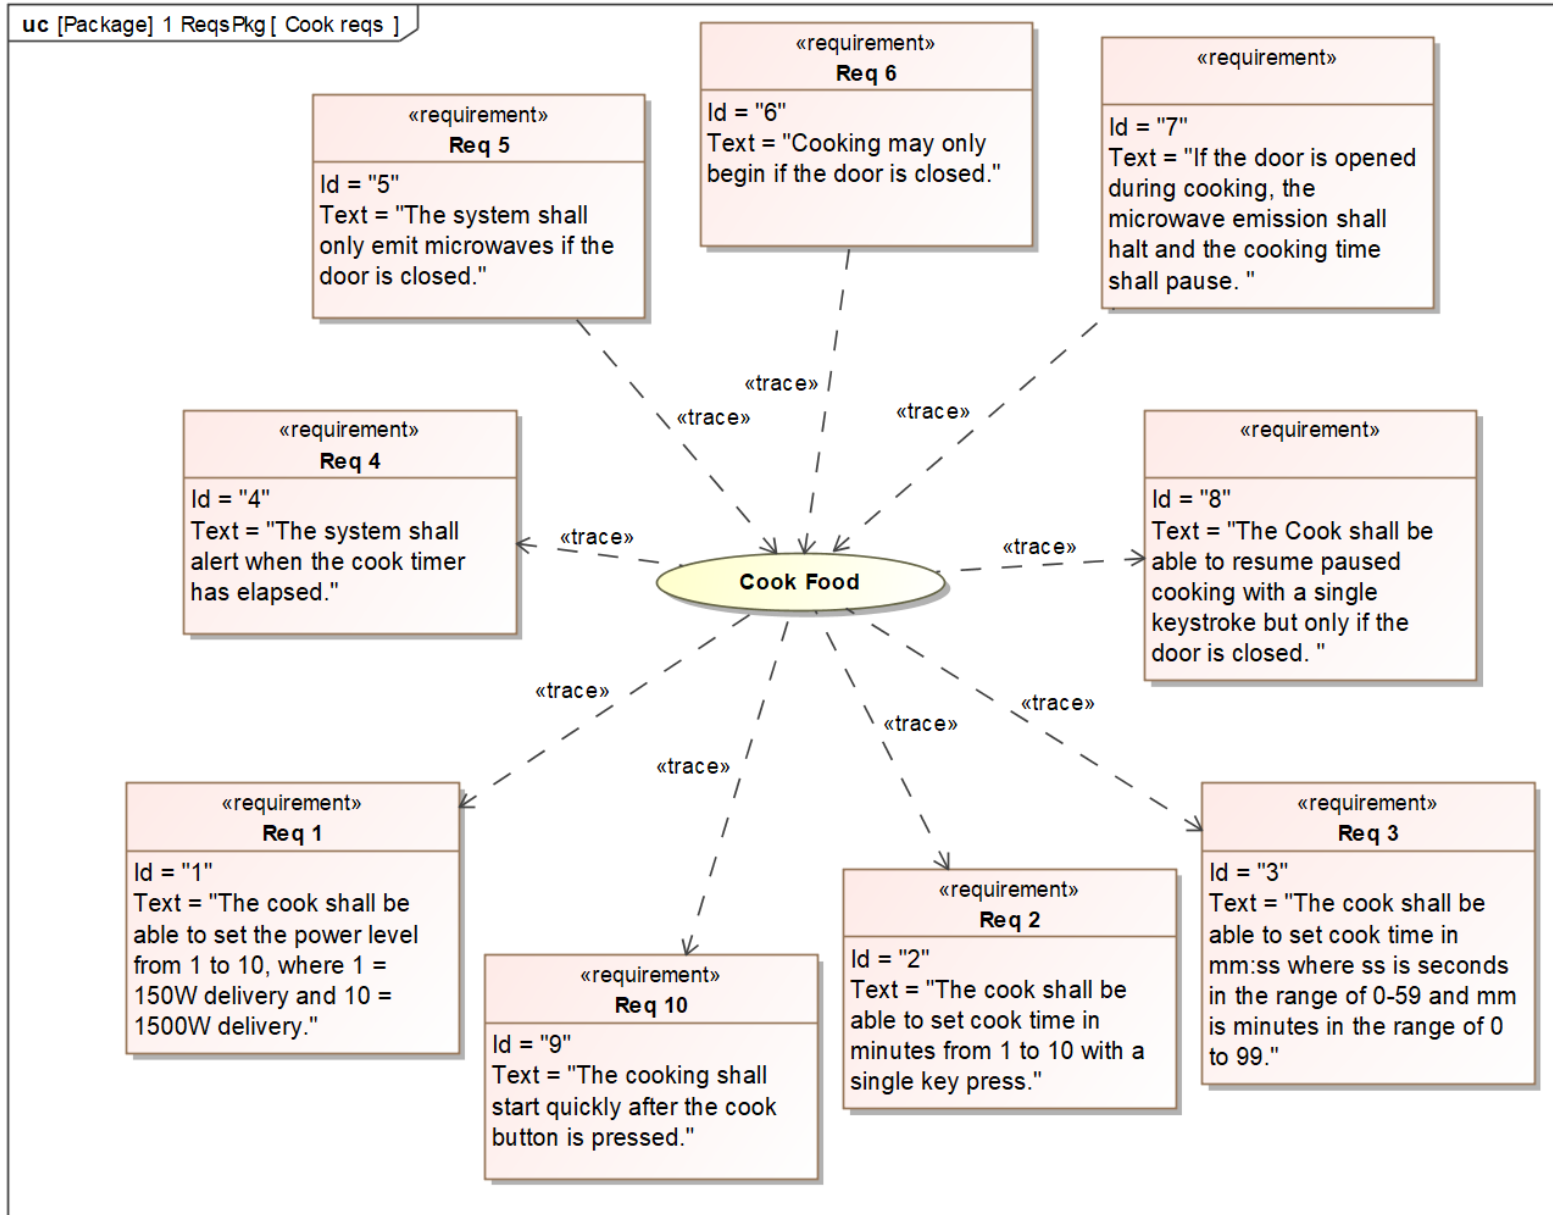 uc [Package] 1 ReqsPkg [ Cook reqs ]
«requirement»
Req 6
Id = "6"
Text = "Cooking may only
begin if the door is closed."
«requirement»
Id = "7"
Text = "If the door is opened
during cooking, the
microwave emission shall
halt and the cooking time
shall pause. "
«requirement»
Req 5
Id = "5"
Text = "The system shall
only emit microwaves if the
door is closed."
«trace»
«trace»
«trace»
«requirement»
Req 4
Id = "4"
Text = "The system shall
alert when the cook timer
has elapsed."
«trace»
Cook Food
«trace»
«requirement»
Id = "8"
Text = "The Cook shall be
able to resume paused
cooking with a single
keystroke but only if the
door is closed. "
«trace»
«trace»
«trace»
«trace»
«requirement»
Req 1
Id = "1"
Text = "The cook shall be
able to set the power level
from 1 to 10, where 1 =
150W delivery and 10 =
1500W delivery."
«requirement»
Req 10
Id = "9"
Text = "The cooking shall
start quickly after the cook
button is pressed."
«requirement»
Req 2
Id = "2"
Text = "The cook shall be
able to set cook time in
minutes from 1 to 10 with a
single key press."
«requirement»
Req 3
Id = "3"
Text = "The cook shall be
able to set cook time in
mm:ss where ss is seconds
in the range of 0-59 and mm
is minutes in the range of 0
to 99."